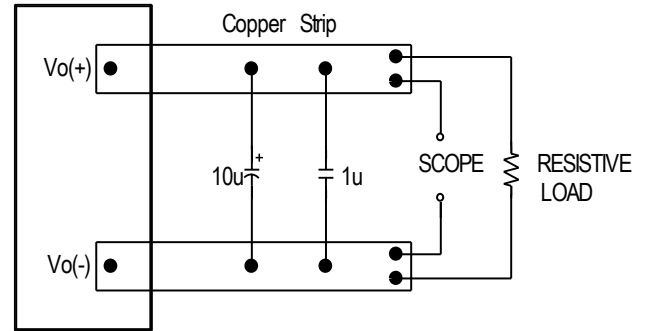 Copper Strip
Vo(+)
10u
+
1u
SCOPE
RESISTIVE
LOAD
Vo(-)